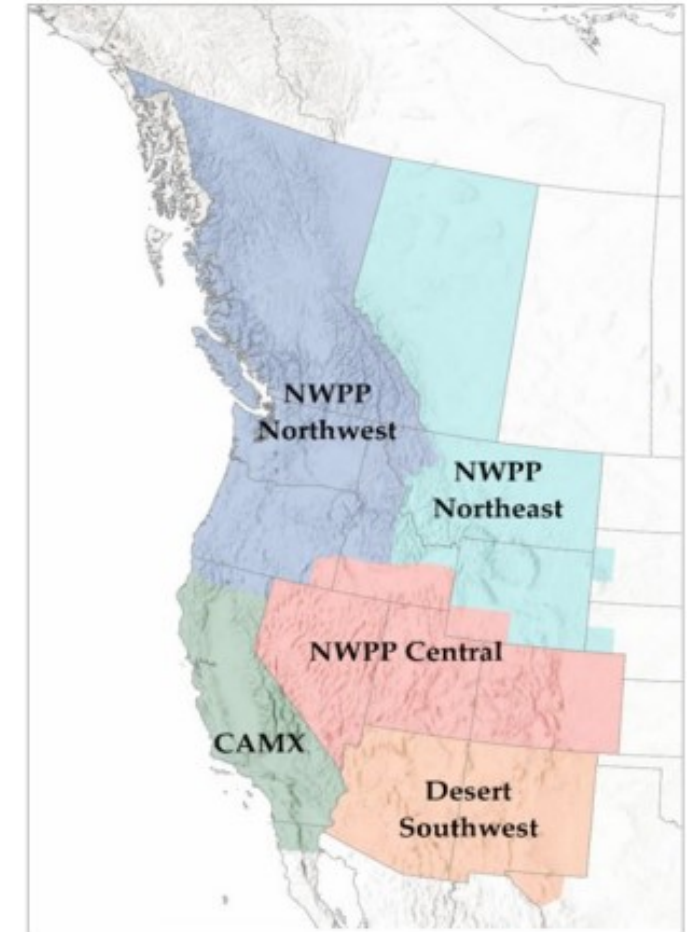 NWPP
Northwest
NWPP
Northeast
NWPP Central
CAMX
Desert
Southwest